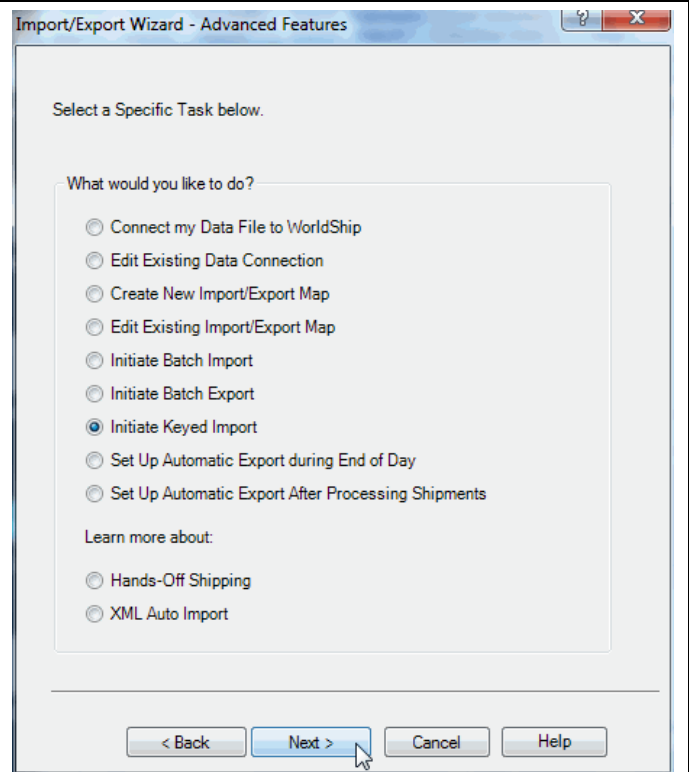 Import/Export Wizard - Advanced Features
Select a Specific Task below.
What would you like to do?
Connect my Data File to WorldShip
Edit Existing Data Connection
Create New Import/Export Map
Edit Existing Import/Export Map
Initiate Batch Import
Initiate Batch Export
Initiate Keyed Import
Set Up Automatic Export during End of Day
Set Up Automatic Export After Processing Shipments
Learn more about:
Hands-Off Shipping
XML Auto Import
< Back Next > Cancel Help